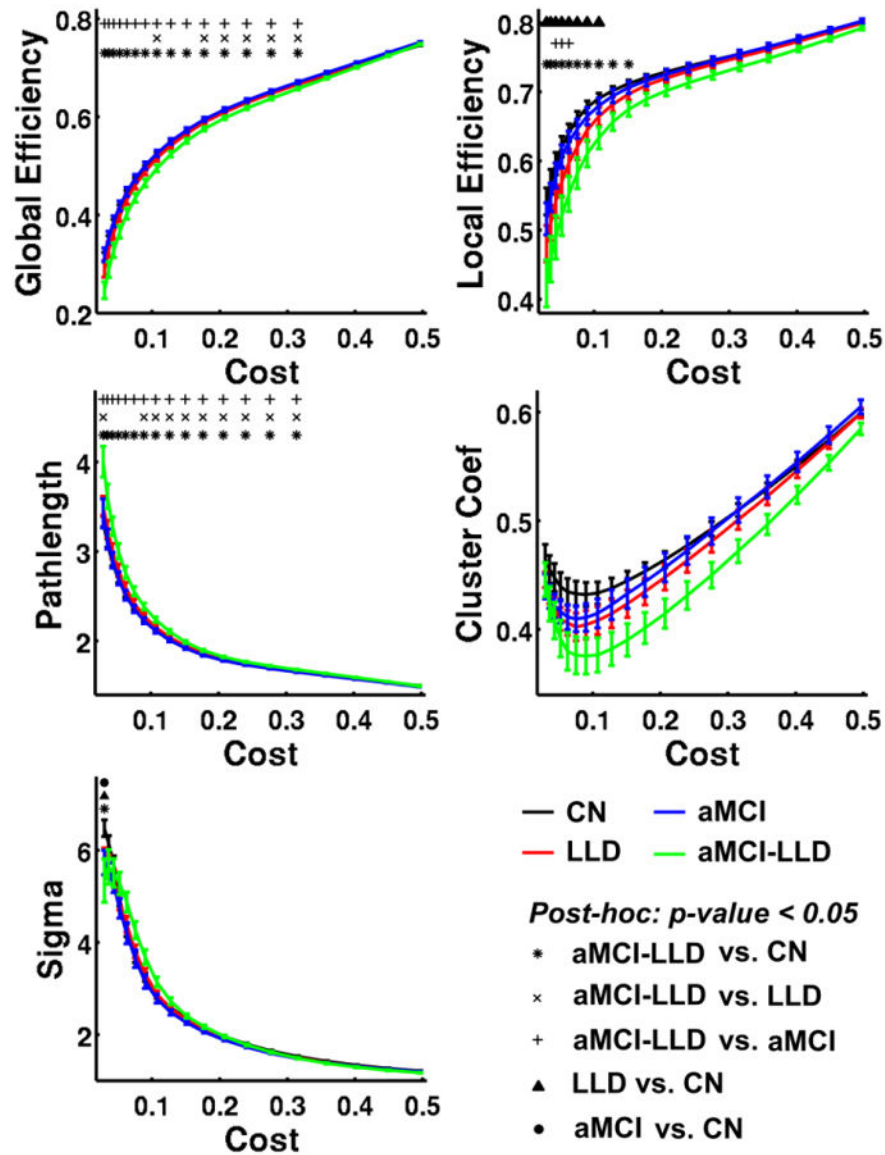 Global Efficiency
0.8
0.6
0.4
0.2
0.1 0.2 0.3 0.4 0.5
Cost
Local Efficiency
0.8
0.7
0.6
0.5
0.4
0.1 0.2 0.3 0.4 0.5
Cost
Pathlength
4
3
2
0.1 0.2 0.3 0.4 0.5
Cost
Cluster Coef
0.6
0.5
0.4
0.1 0.2 0.3 0.4 0.5
Cost
Sigma
6
4
2
0.1 0.2 0.3 0.4 0.5
Cost
CN aMCI
LLD aMCI-LLD
Post-hoc: p-value < 0.05
* aMCI-LLD vs. CN
× aMCI-LLD vs. LLD
+ aMCI-LLD vs. aMCI
▲ LLD vs. CN
● aMCI vs. CN